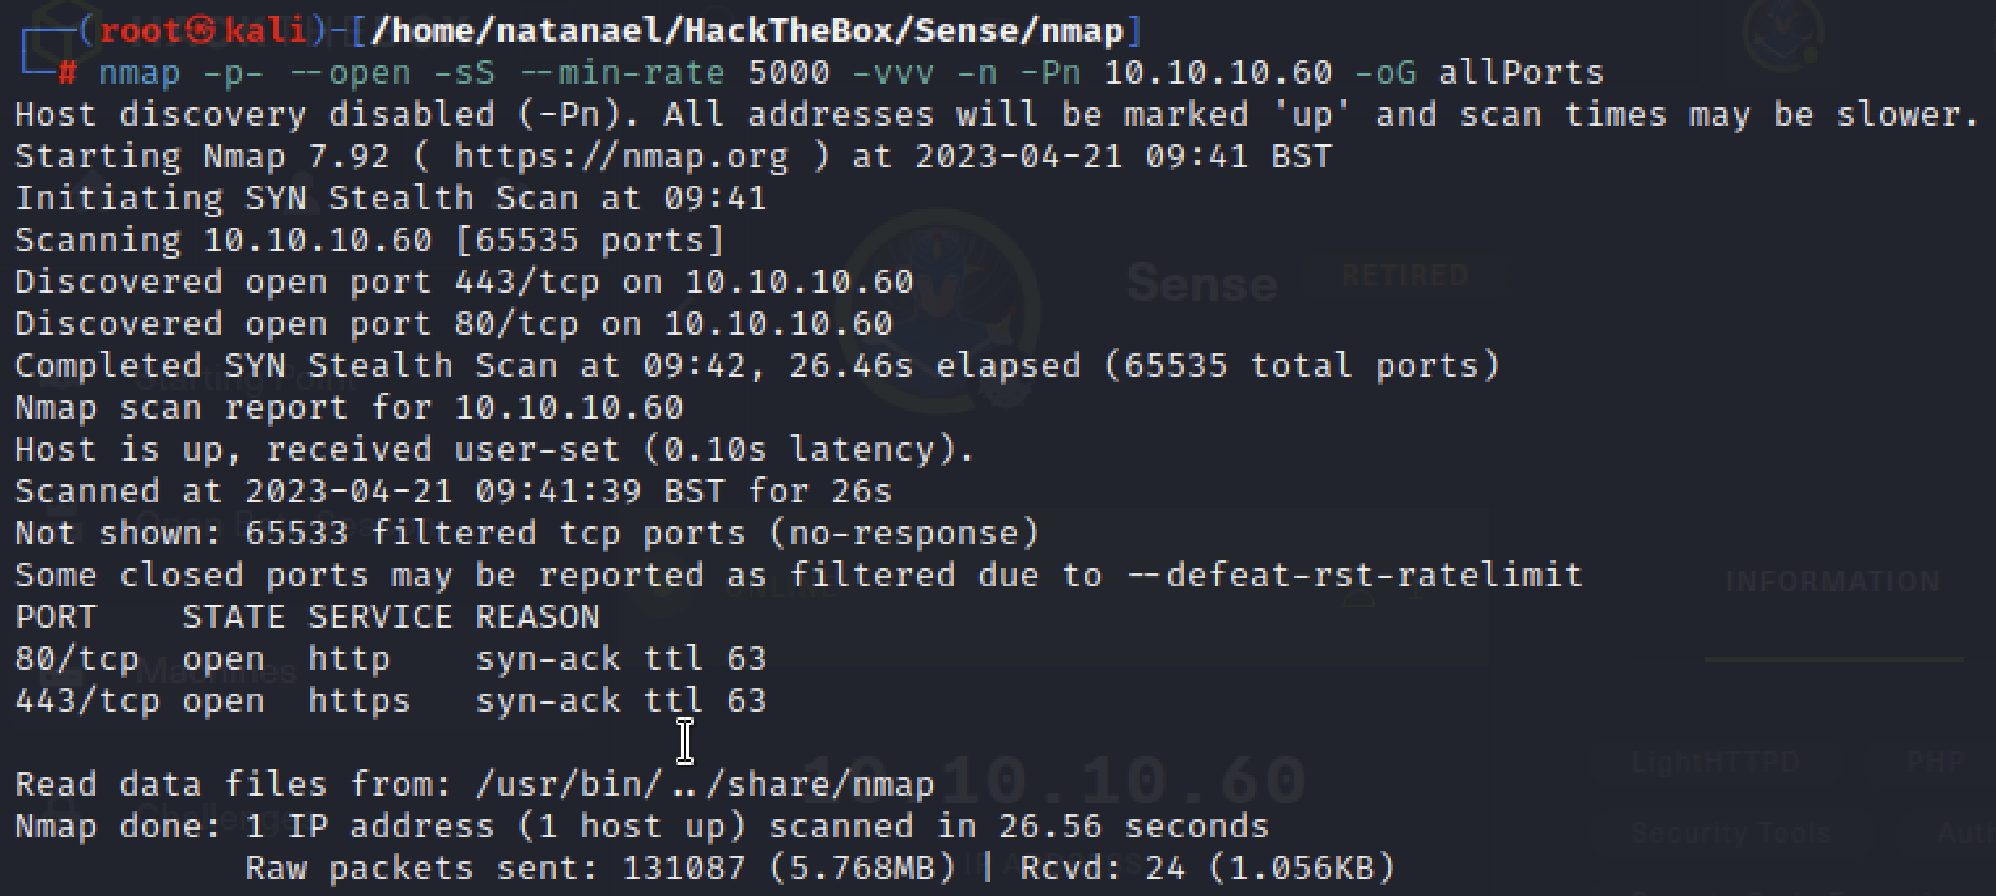 ┌──(root㉿kali)-[/home/natanael/HackTheBox/Sense/nmap]
└─# nmap -p- --open -sS --min-rate 5000 -vvv -n -Pn 10.10.10.60 -oG allPorts
Host discovery disabled (-Pn). All addresses will be marked 'up' and scan times may be slower.
Starting Nmap 7.92 ( https://nmap.org ) at 2023-04-21 09:41 BST
Initiating SYN Stealth Scan at 09:41
Scanning 10.10.10.60 [65535 ports]
Discovered open port 443/tcp on 10.10.10.60
Sense RETIRED
Discovered open port 80/tcp on 10.10.10.60
Completed SYN Stealth Scan at 09:42, 26.46s elapsed (65535 total ports)
Starting Point
Nmap scan report for 10.10.10.60
Host is up, received user-set (0.10s latency).
Scanned at 2023-04-21 09:41:39 BST for 26s
Not shown: 65533 filtered tcp ports (no-response)
Some closed ports may be reported as filtered due to --defeat-rst-ratelimit
ONLINE
INFORMATION
PORT    STATE SERVICE REASON
80/tcp  open  http    syn-ack ttl 63
Machines
443/tcp open  https   syn-ack ttl 63
10.10.10.60
LightHTTPD PHP
Read data files from: /usr/bin/../share/nmap
Nmap done: 1 IP address (1 host up) scanned in 26.56 seconds
Security Tools
Raw packets sent: 131087 (5.768MB) | Rcvd: 24 (1.056KB)